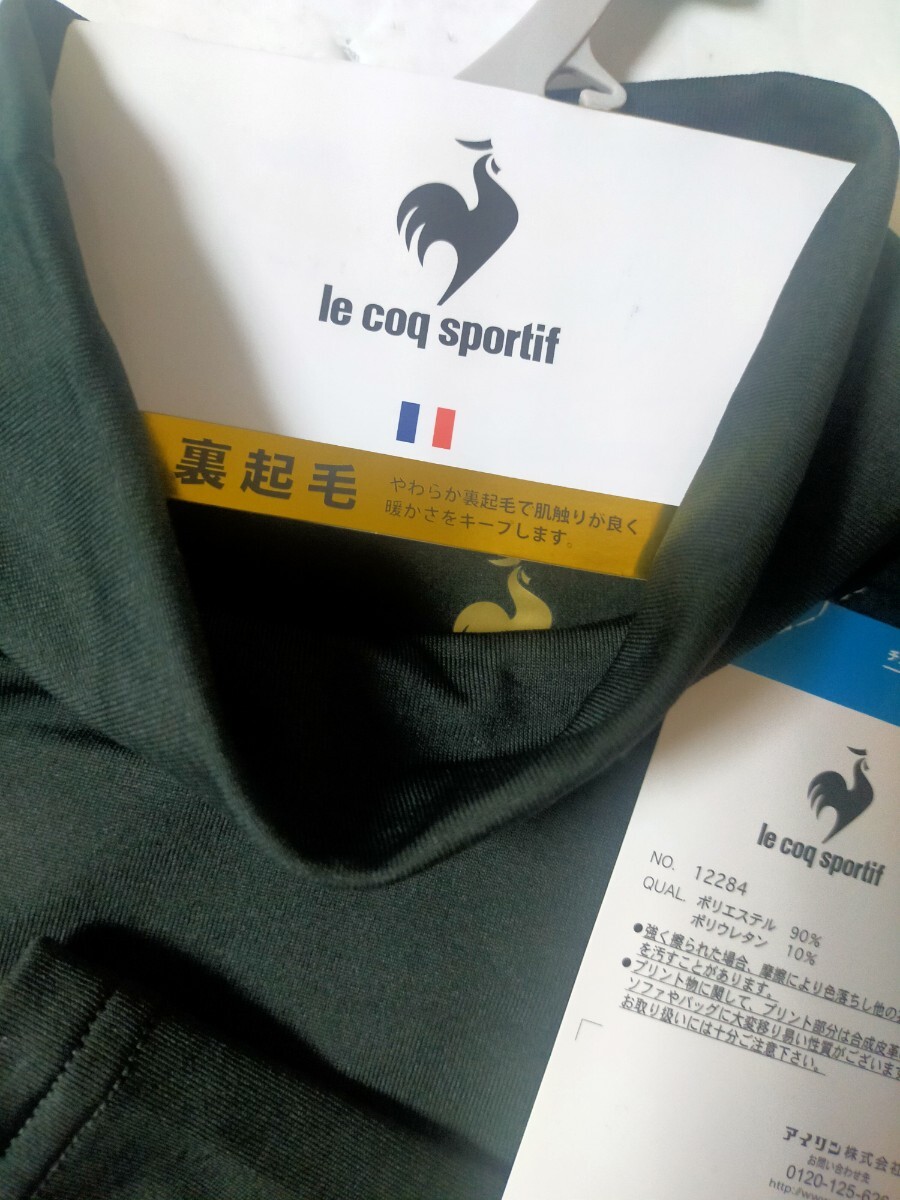 le coq sportif
裏起毛
やわらか裏起毛で肌触りが良く
暖かさをキープします。
le coq sportif
NO. 12284
QUAL. ポリエステル 90%
ポリウレタン 10%
●強く擦られた場合、摩擦により色落ちし他の
を汚すことがあります。
●プリント物に関して、プリント部分は合成皮革
ソファやバッグに大変移り易い性質がございます
お取り扱いには十分ご注意下さい。
アイリン株式会社
お問い合わせ先
0120-125-6
http://www